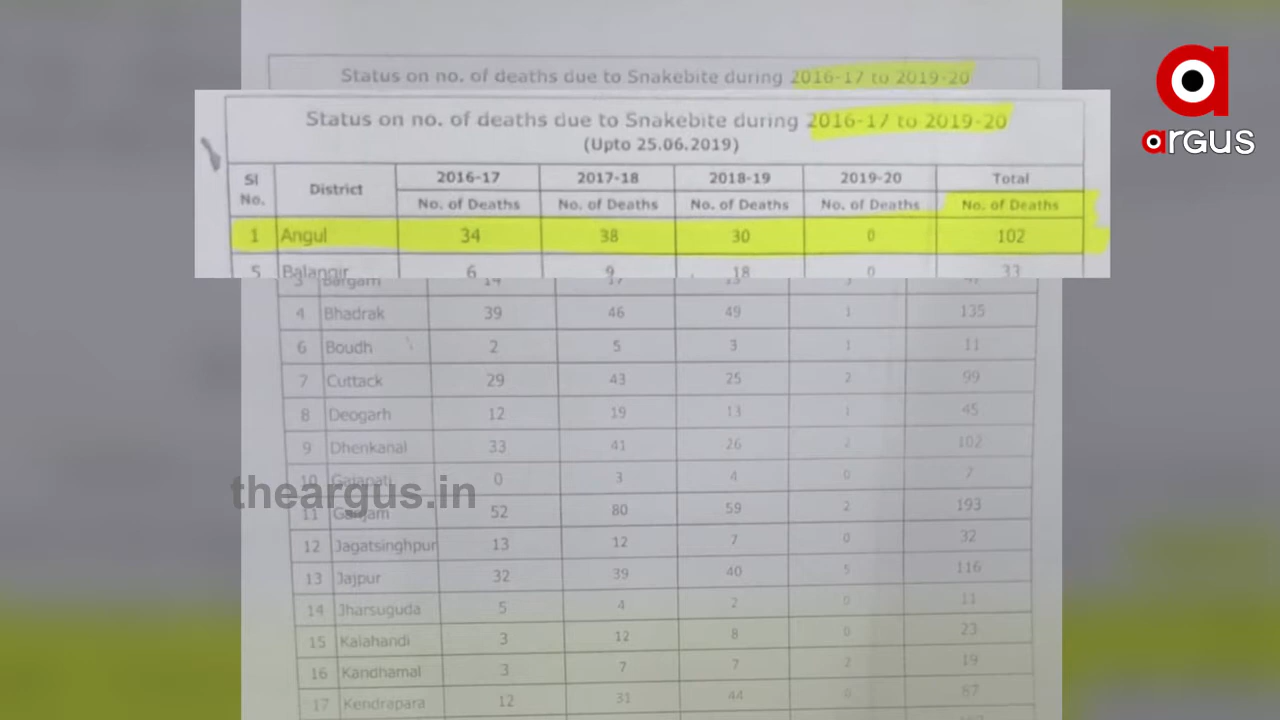 Status on no. of deaths due to Snakebite during 2016-17 to 2019-20
argus
Status on no. of deaths due to Snakebite during 2016-17 to 2019-20
(Upto 25.06.2019)
Sl No. District 2016-17 2017-18 2018-19 2019-20 Total
No. of Deaths No. of Deaths No. of Deaths No. of Deaths No. of Deaths
1 Angul 34 38 30 0 102
5 Balangir 6 9 18 0 33
3 Bargarh
4 Bhadrak 39 46 49 1 135
6 Boudh 2 5 3 1 11
7 Cuttack 29 43 25 2 99
8 Deogarh 12 19 13 1 45
9 Dhenkanal 33 41 26 2 102
10 Gajapati 0 3 4 0 7
theargus.in
11 Ganjam 52 80 59 2 193
12 Jagatsinghpur 13 12 7 0 32
13 Jajpur 32 39 40 5 116
14 Jharsuguda 5 4 2 0 11
15 Kalahandi 3 12 8 0 23
16 Kandhamal 3 7 7 2 19
17 Kendrapara 12 31 44 0 87